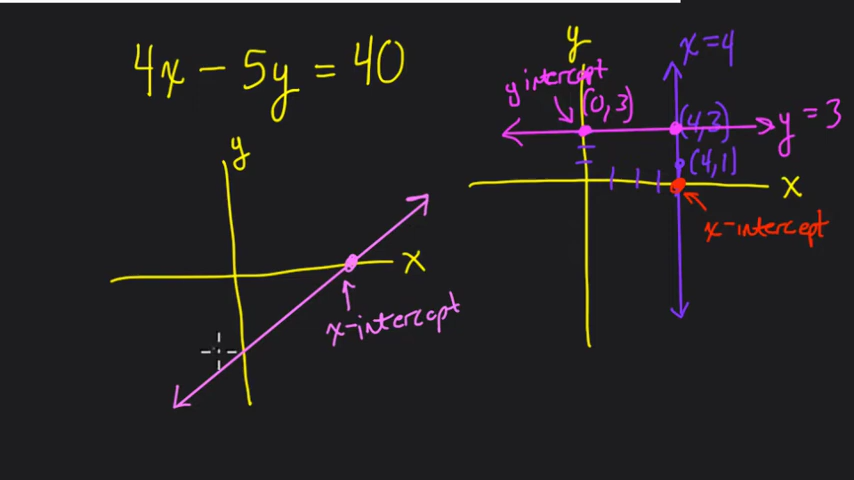 4x − 5y = 40
y
x
x-intercept
y
x = 4
y intercept
(0, 3)
(4,3)
y = 3
(4,1)
x
x-intercept